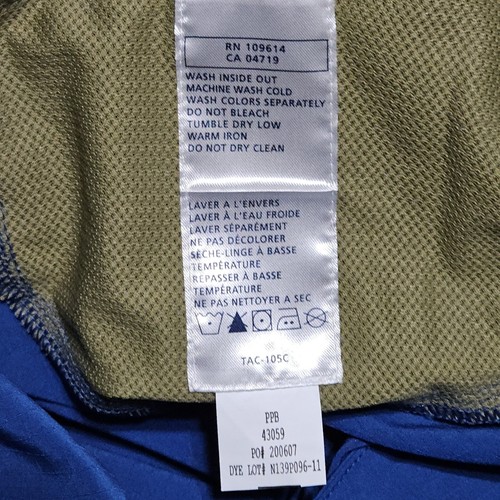 RN 109614
CA 04719
WASH INSIDE OUT
MACHINE WASH COLD
WASH COLORS SEPARATELY
DO NOT BLEACH
TUMBLE DRY LOW
WARM IRON
DO NOT DRY CLEAN
LAVER A L'ENVERS
LAVER À L'EAU FROIDE
LAVER SÉPARÉMENT
NE PAS DÉCOLORER
SÈCHE-LINGE À BASSE
TEMPÉRATURE
REPASSER À BASSE
TEMPÉRATURE
NE PAS NETTOYER A SEC
TAC-105C
PPB
43059
PO# 200607
DYE LOT# N139P096-11